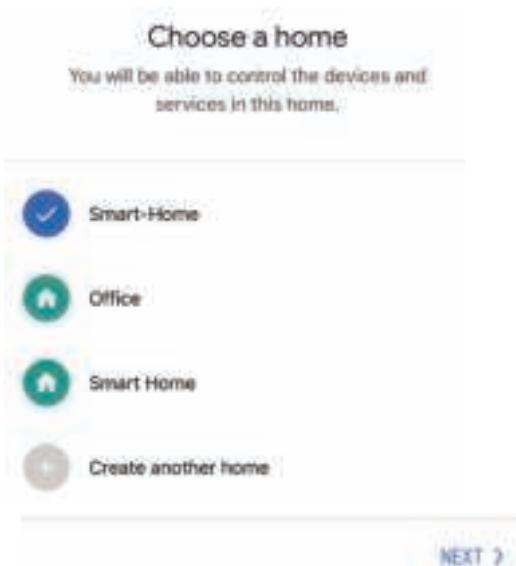 Choose a home
You will be able to control the devices and
services in this home.
Smart-Home
Office
Smart Home
Create another home
NEXT >